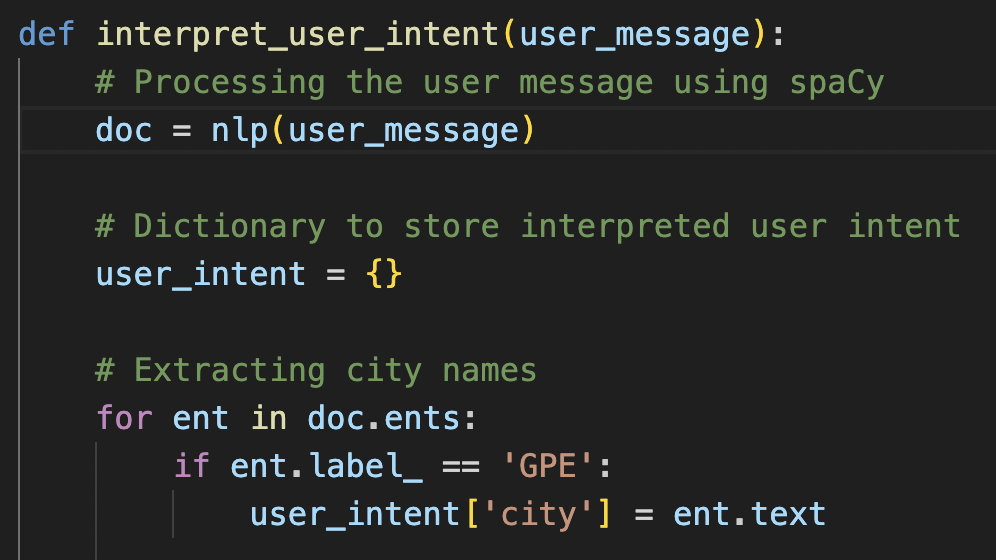 def interpret_user_intent(user_message):
    # Processing the user message using spaCy
    doc = nlp(user_message)
    # Dictionary to store interpreted user intent
    user_intent = {}
    # Extracting city names
    for ent in doc.ents:
        if ent.label_ == 'GPE':
            user_intent['city'] = ent.text